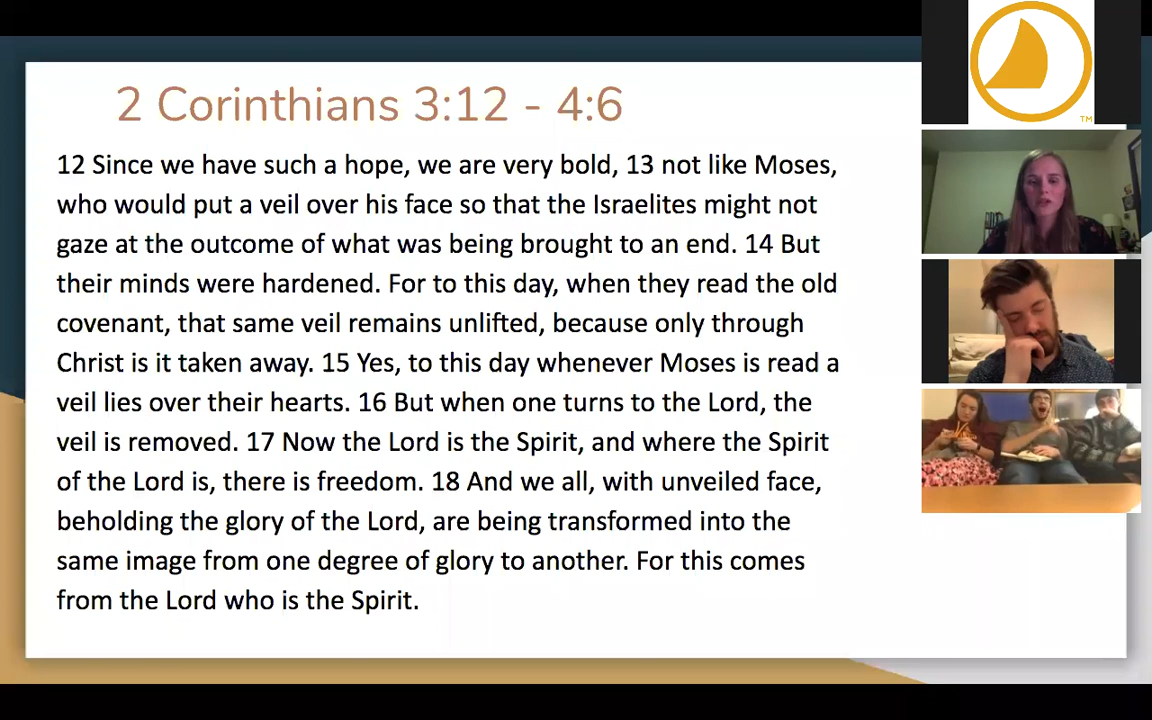 2 Corinthians 3:12 - 4:6
12 Since we have such a hope, we are very bold, 13 not like Moses,
who would put a veil over his face so that the Israelites might not
gaze at the outcome of what was being brought to an end. 14 But
their minds were hardened. For to this day, when they read the old
covenant, that same veil remains unlifted, because only through
Christ is it taken away. 15 Yes, to this day whenever Moses is read a
veil lies over their hearts. 16 But when one turns to the Lord, the
veil is removed. 17 Now the Lord is the Spirit, and where the Spirit
of the Lord is, there is freedom. 18 And we all, with unveiled face,
beholding the glory of the Lord, are being transformed into the
same image from one degree of glory to another. For this comes
from the Lord who is the Spirit.
TM